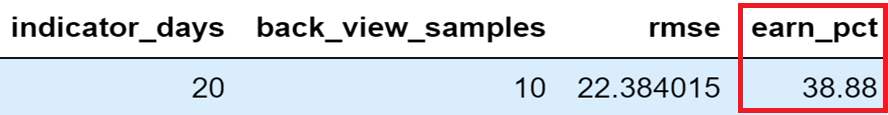 indicator_days back_view_samples rmse earn_pct
20 10 22.384015 38.88